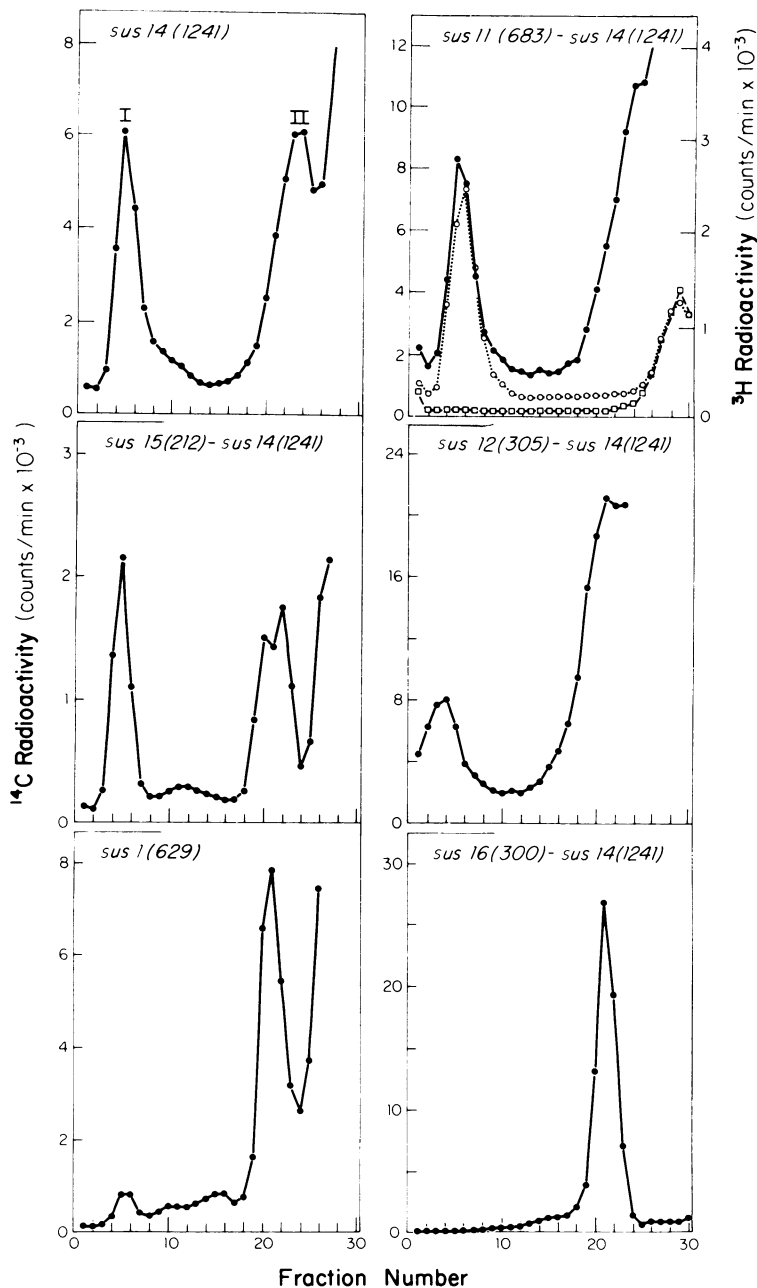 sus 14(1241)
8
6
4
2
0
I
II
sus 11(683)-sus 14(1241)
12
10
8
6
4
2
0
4
3
2
1
0
³H Radioactivity (counts/min x 10⁻³)
¹⁴C Radioactivity (counts/min x 10⁻³)
sus 15(212)-sus 14(1241)
3
2
1
0
sus 12(305)-sus 14(1241)
24
16
8
0
sus 1(629)
8
6
4
2
0
0 10 20 30
sus 16(300)-sus 14(1241)
30
20
10
0
0 10 20 30
Fraction Number